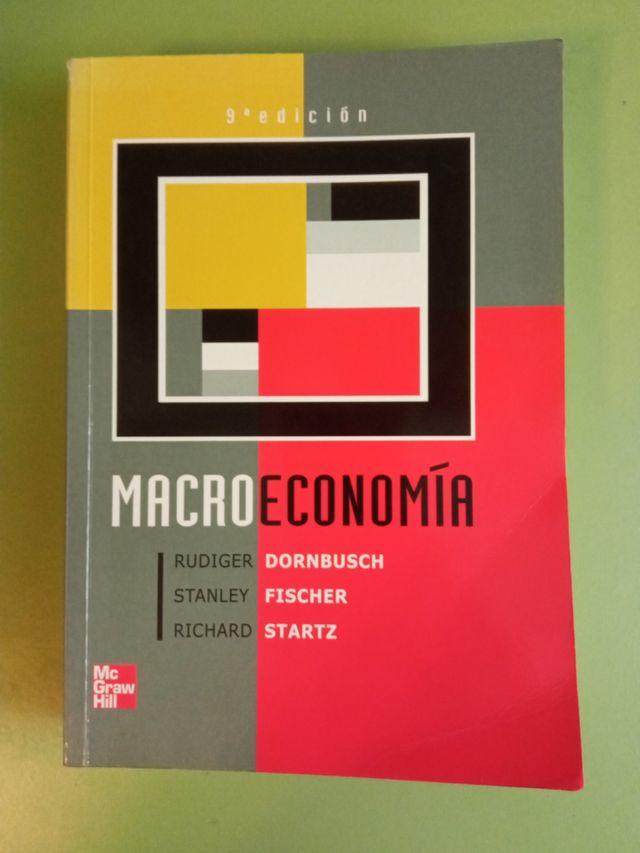 9ª edición
MACROECONOMÍA
RUDIGER DORNBUSCH
STANLEY FISCHER
RICHARD STARTZ
Mc
Graw
Hill